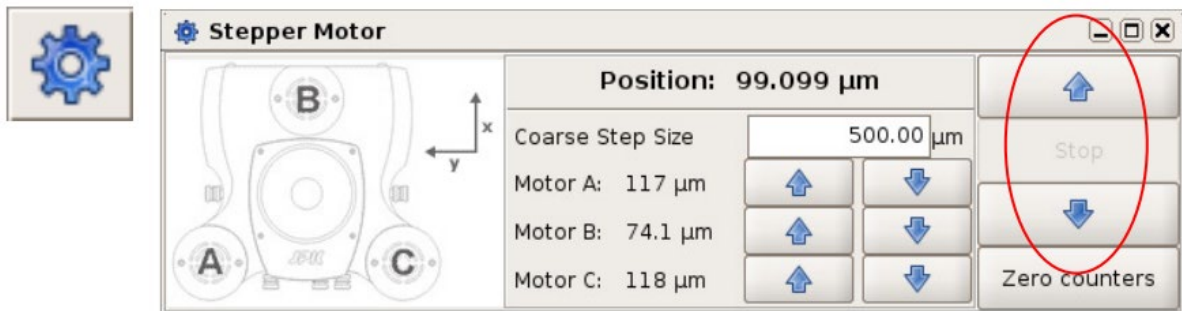 Stepper Motor
B
x
y
A
JPK
C
Position: 99.099 µm
Coarse Step Size 500.00 µm
Motor A: 117 µm
Motor B: 74.1 µm
Motor C: 118 µm
Stop
Zero counters